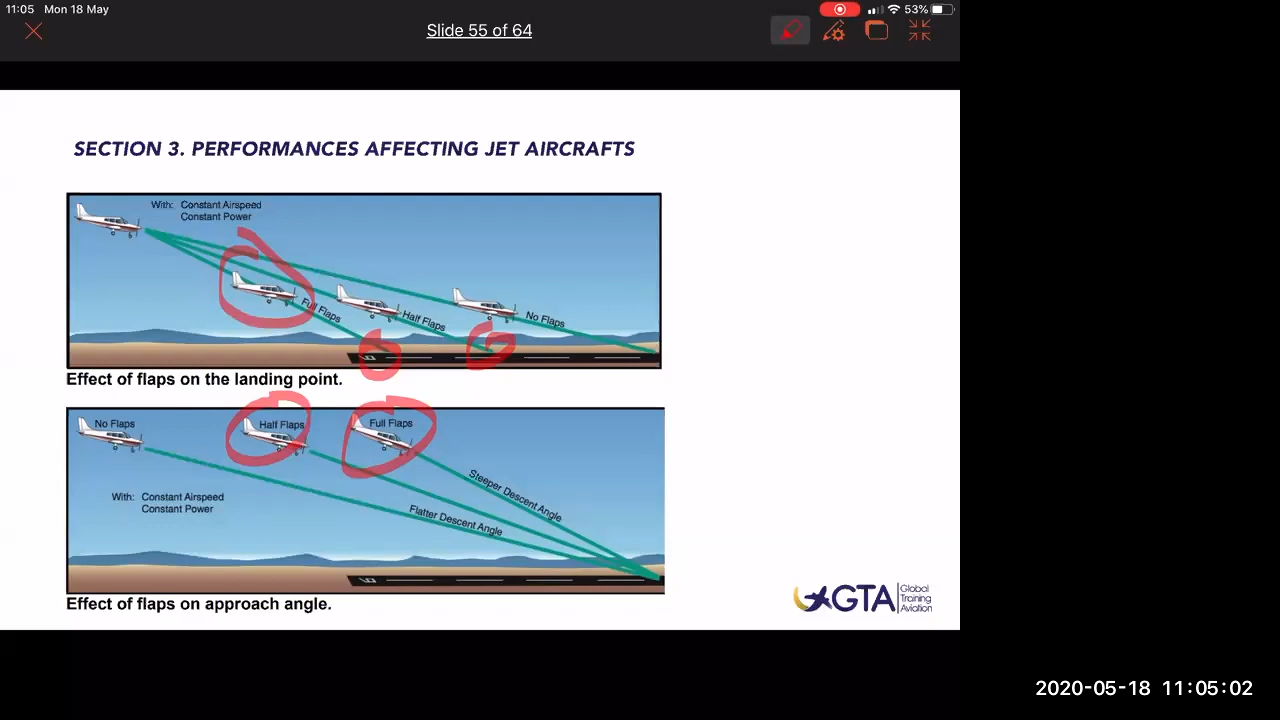 11:05 Mon 18 May
53%
Slide 55 of 64
SECTION 3. PERFORMANCES AFFECTING JET AIRCRAFTS
With: Constant Airspeed
Constant Power
Full Flaps
Half Flaps
No Flaps
Effect of flaps on the landing point.
No Flaps
Half Flaps
Full Flaps
Steeper Descent Angle
With: Constant Airspeed
Constant Power
Flatter Descent Angle
Effect of flaps on approach angle.
GTA
Global
Training
Aviation
2020-05-18 11:05:02